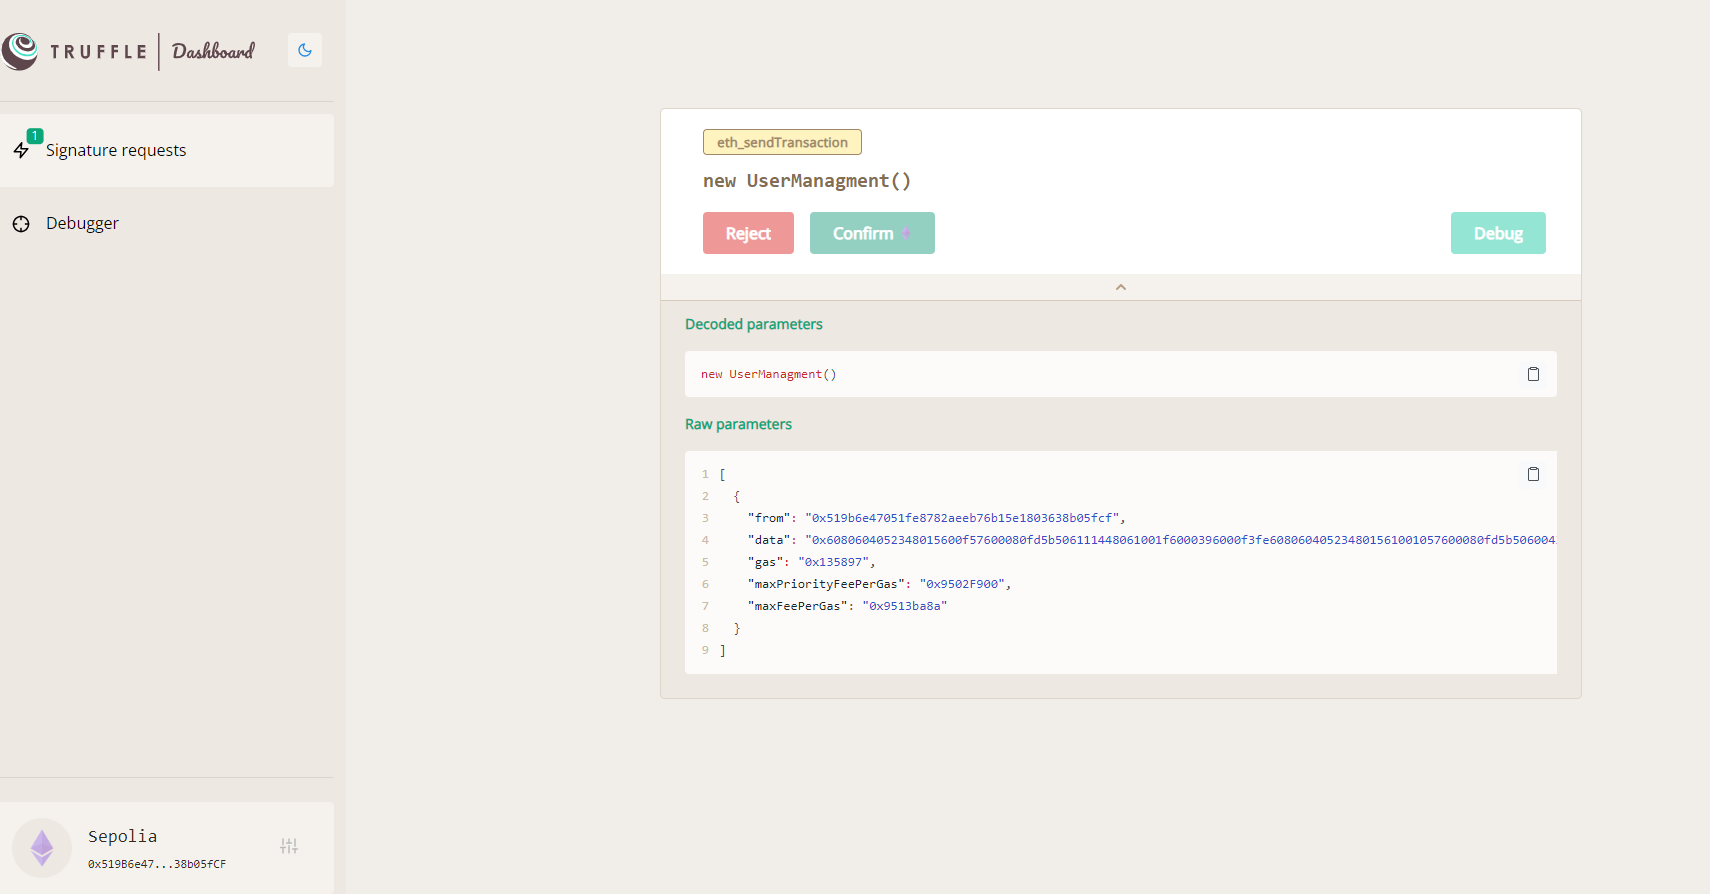 TRUFFLE Dashboard
1
Signature requests
Debugger
eth_sendTransaction
new UserManagment()
Reject
Confirm
Debug
Decoded parameters
new UserManagment()
Raw parameters
1 [
2 {
3 "from": "0x519b6e47051fe8782aeeb76b15e1803638b05fcf",
4 "data": "0x6080604052348015600f57600080fd5b506111448061001f6000396000f3fe608060405234801561001057600080fd5b506004
5 "gas": "0x135897",
6 "maxPriorityFeePerGas": "0x9502F900",
7 "maxFeePerGas": "0x9513ba8a"
8 }
9 ]
Sepolia
0x519B6e47...38b05fCF